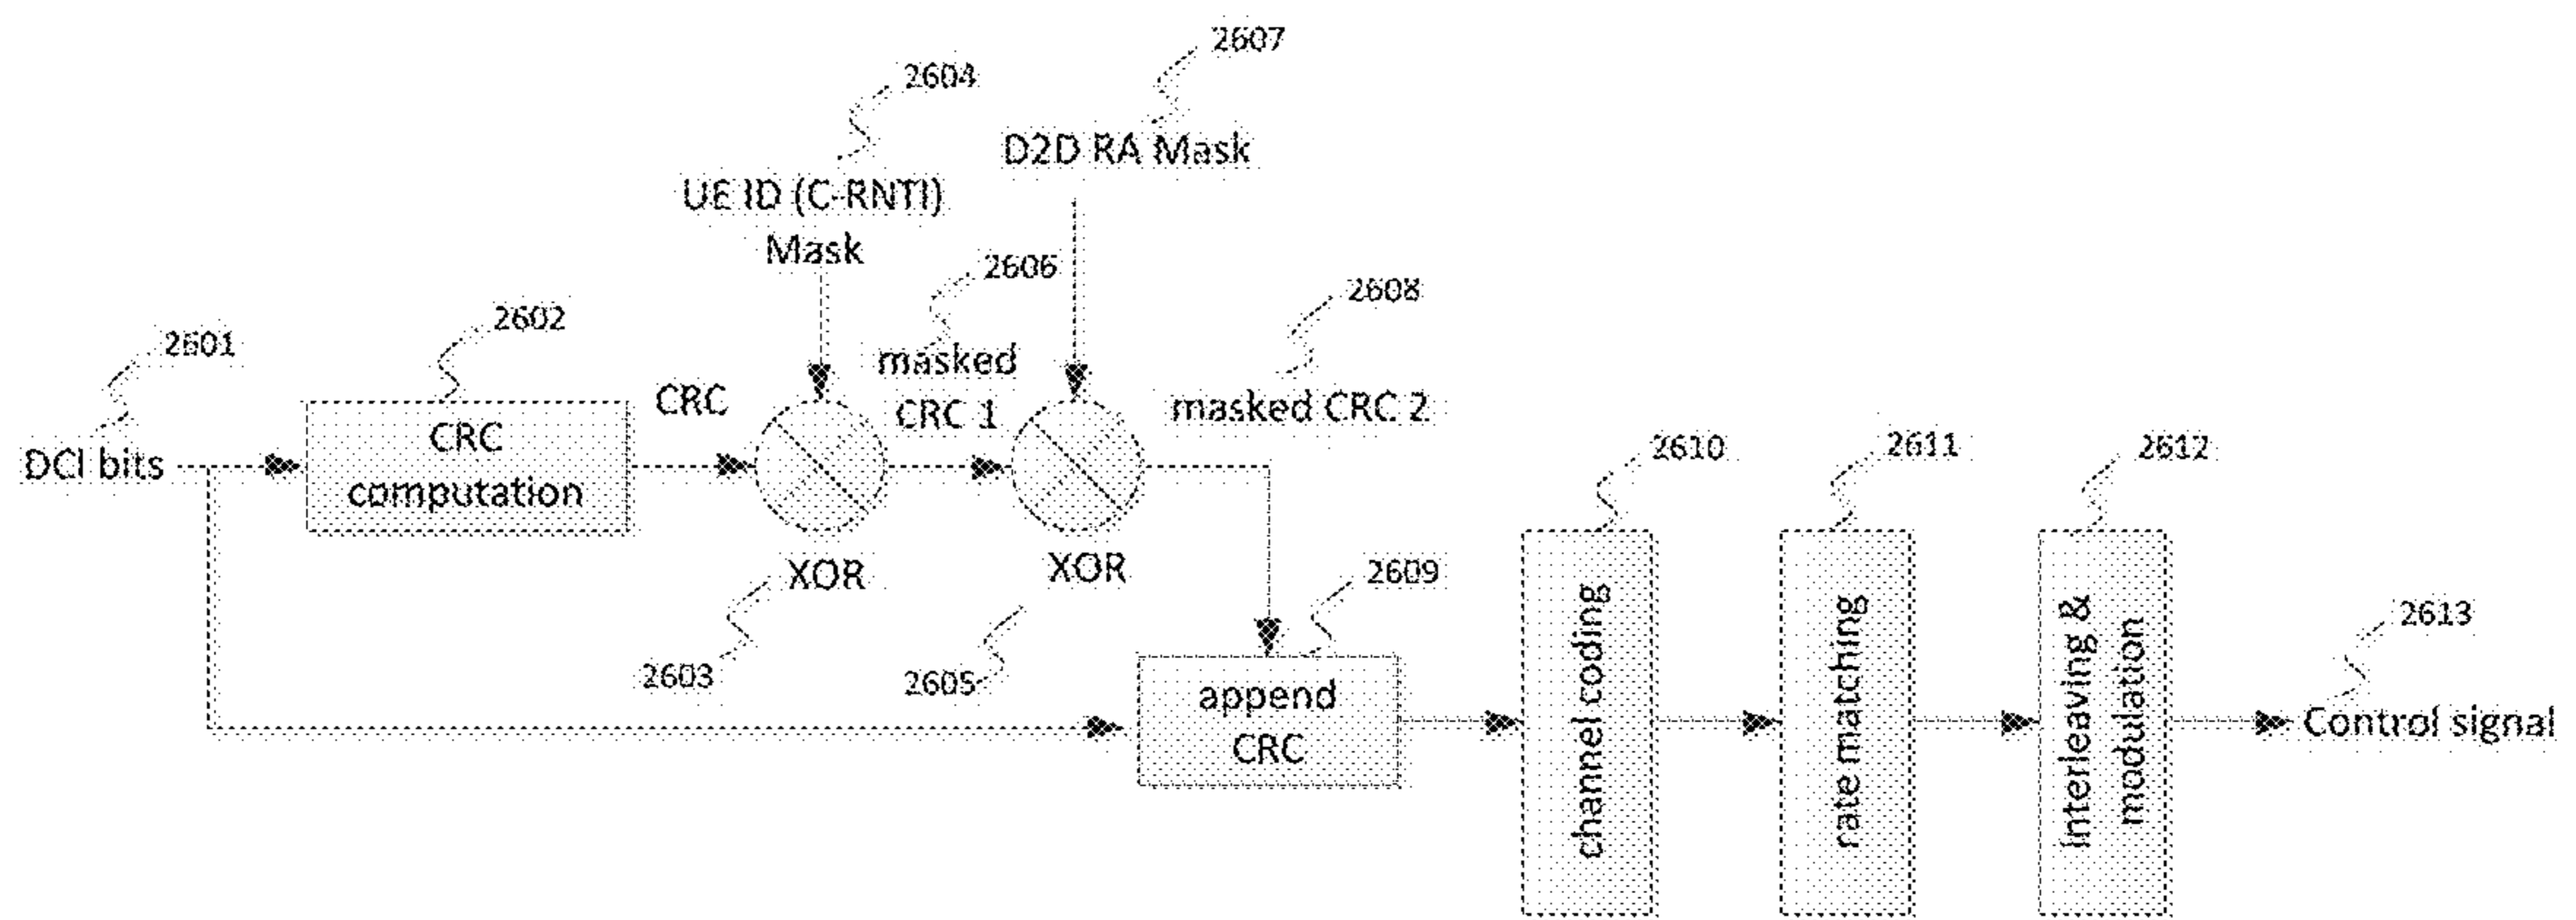 2607
2604
D2D RA Mask
UE ID (C-RNTI)
Mask
2606
2608
2602
2601
masked
CRC 1
CRC
masked CRC 2
DCI bits
CRC
computation
2610
2611
2612
XOR
XOR
2609
2603
2605
append
CRC
channel coding
rate matching
Interleaving &
modulation
2613
Control signal